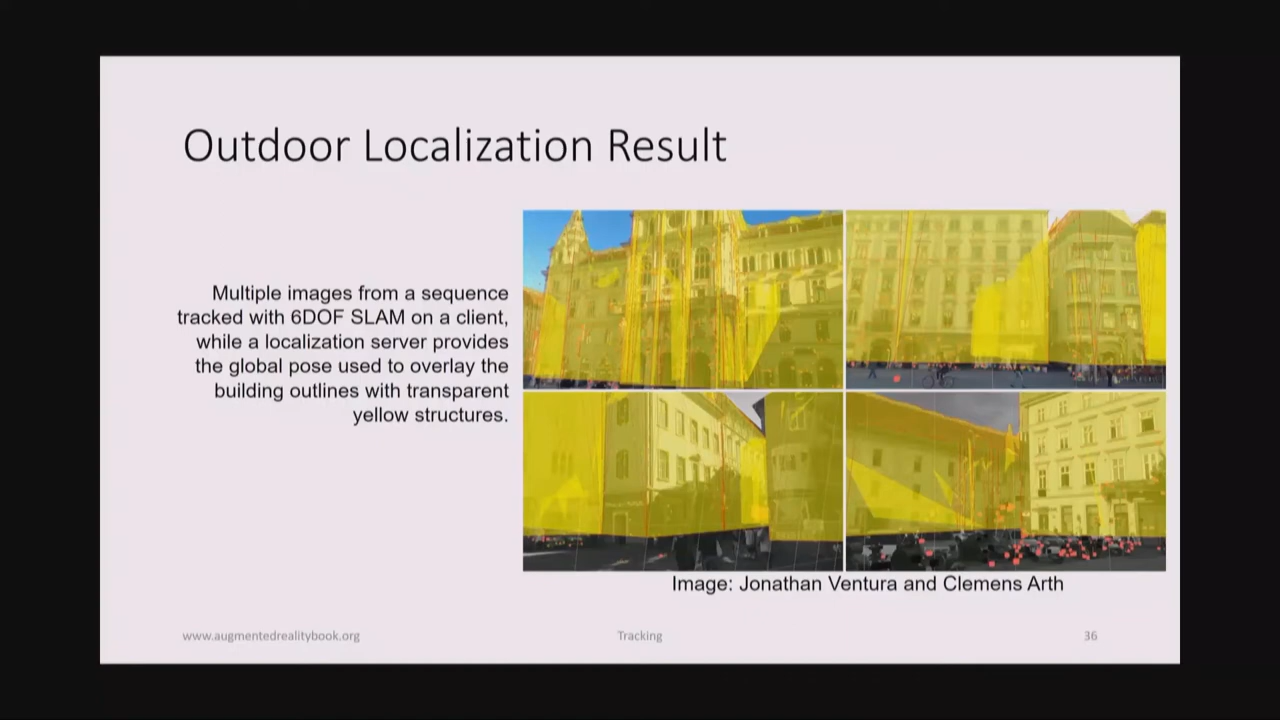 Outdoor Localization Result
Multiple images from a sequence
tracked with 6DOF SLAM on a client,
while a localization server provides
the global pose used to overlay the
building outlines with transparent
yellow structures.
Image: Jonathan Ventura and Clemens Arth
www.augmentedrealitybook.org
Tracking
36